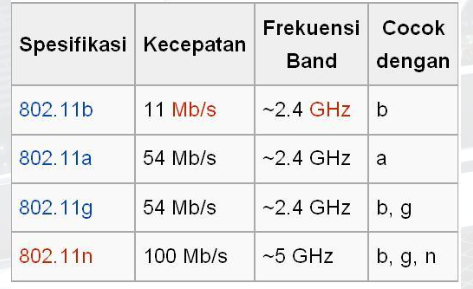 Spesifikasi Kecepatan Frekuensi Band Cocok dengan
802.11b 11 Mb/s ~2.4 GHz b
802.11a 54 Mb/s ~2.4 GHz a
802.11g 54 Mb/s ~2.4 GHz b, g
802.11n 100 Mb/s ~5 GHz b, g, n